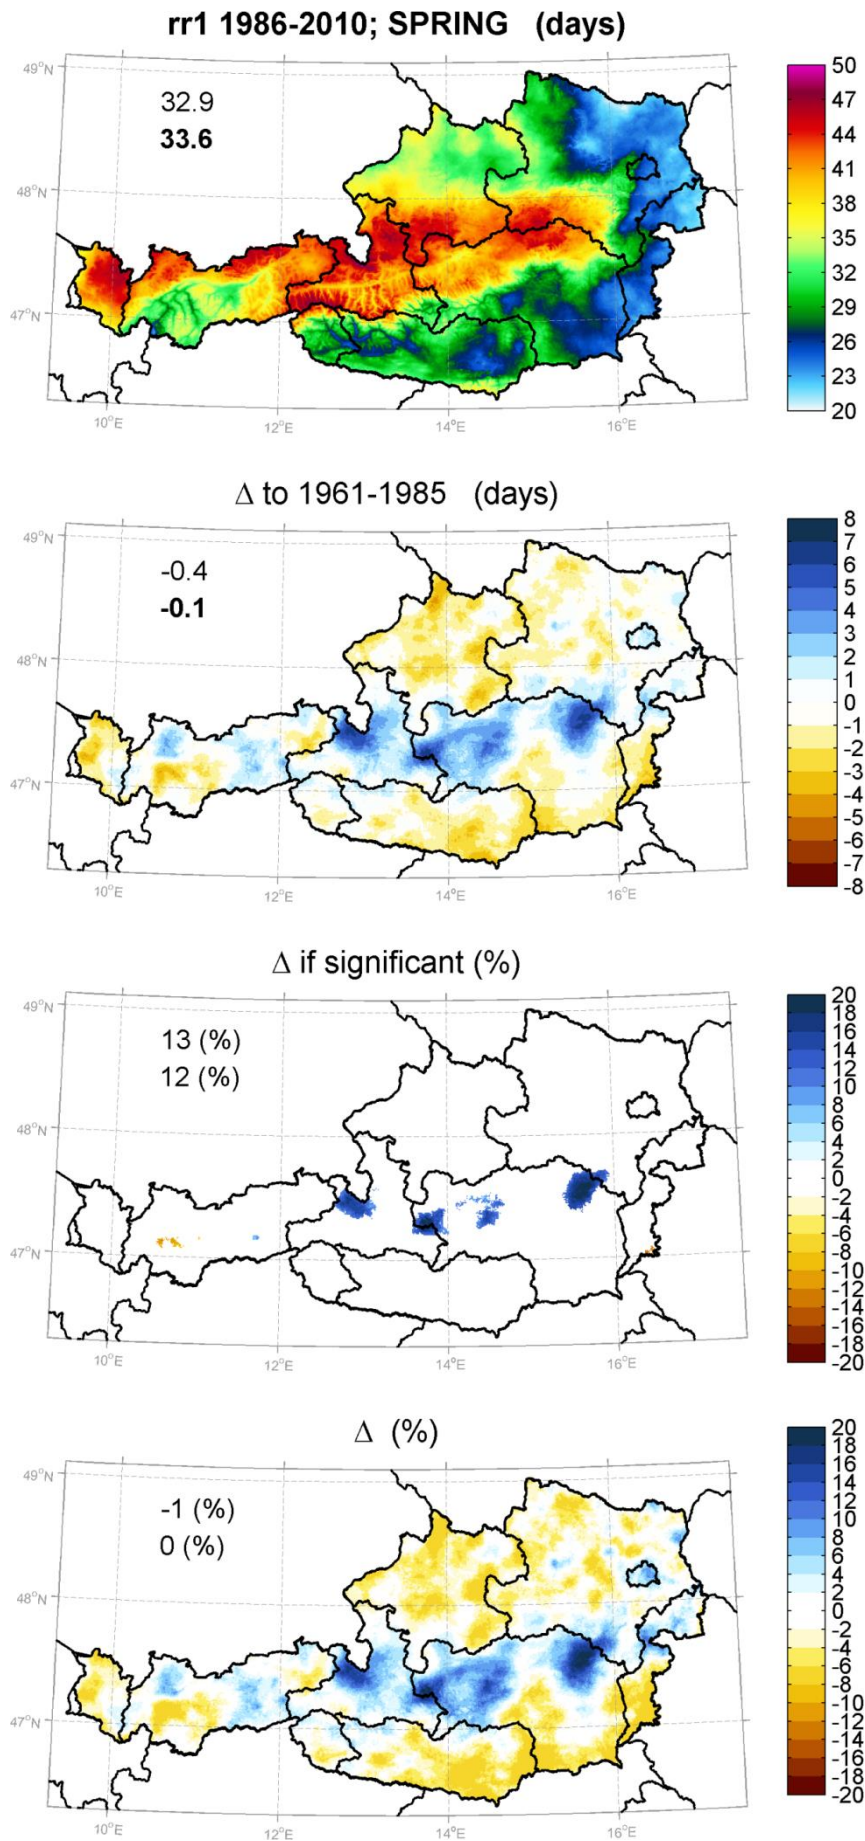 rr1 1986-2010; SPRING (days)
49°N
32.9
33.6
48°N
47°N
10°E
12°E
14°E
16°E
50
47
44
41
38
35
32
29
26
23
20
Δ to 1961-1985 (days)
49°N
-0.4
-0.1
48°N
47°N
10°E
12°E
14°E
16°E
8
7
6
5
4
3
2
1
0
-1
-2
-3
-4
-5
-6
-7
-8
Δ if significant (%)
49°N
13 (%)
12 (%)
48°N
47°N
10°E
12°E
14°E
16°E
20
18
16
14
12
10
8
6
4
2
0
-2
-4
-6
-8
-10
-12
-14
-16
-18
-20
Δ (%)
49°N
-1 (%)
0 (%)
48°N
47°N
10°E
12°E
14°E
16°E
20
18
16
14
12
10
8
6
4
2
0
-2
-4
-6
-8
-10
-12
-14
-16
-18
-20